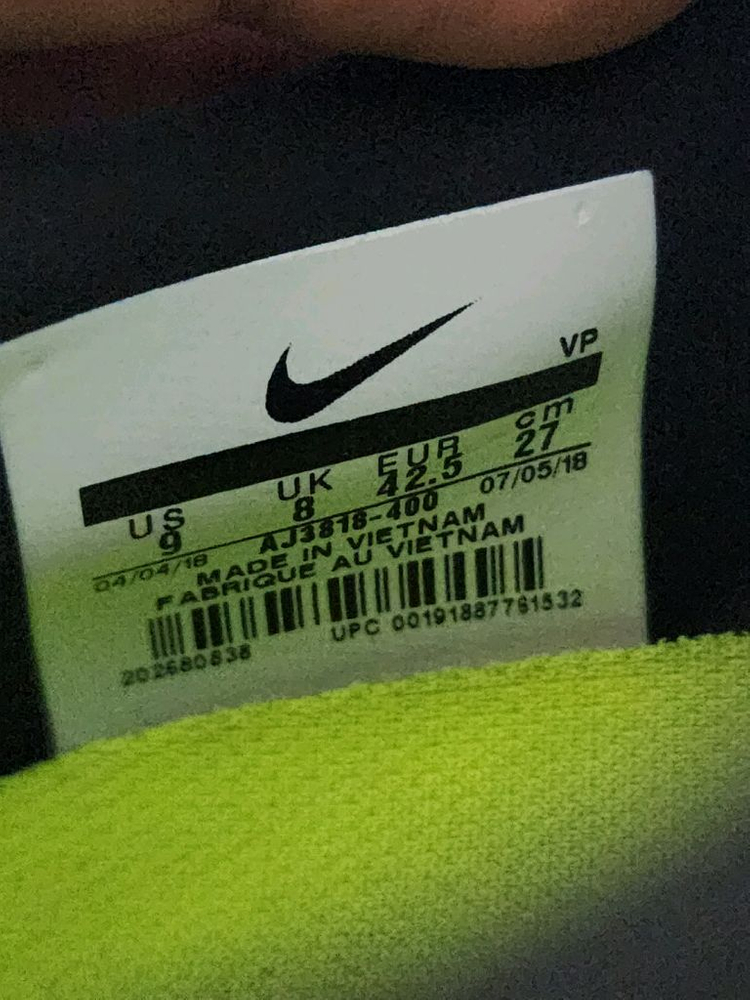 VP
US UK EUR cm
9 8 42.5 27
04/04/18 AJ3818-400 07/05/18
MADE IN VIETNAM
FABRIQUE AU VIETNAM
202680838 UPC 00191887761532